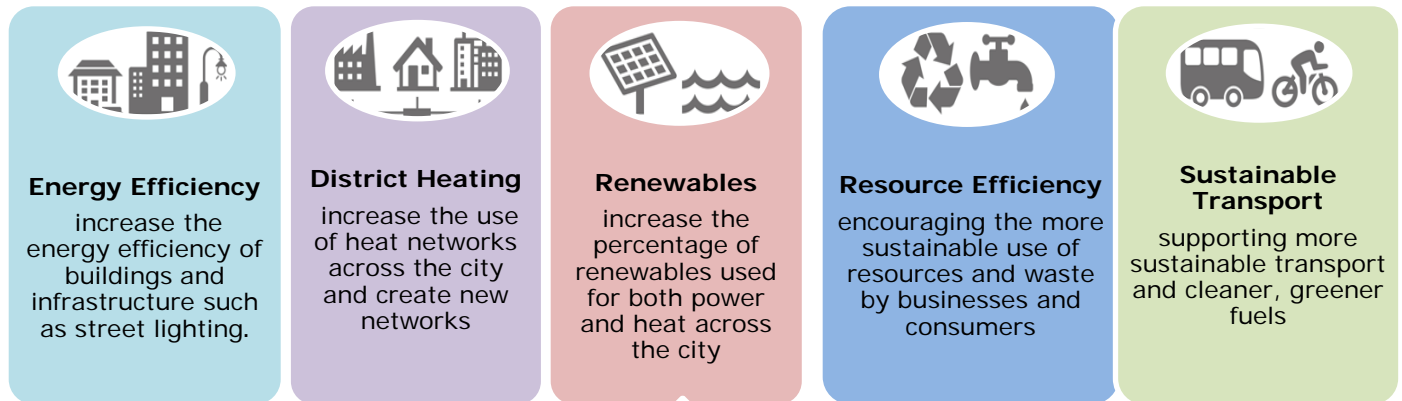 Energy Efficiency
increase the
energy efficiency of
buildings and
infrastructure such
as street lighting.
District Heating
increase the use
of heat networks
across the city
and create new
networks
Renewables
increase the
percentage of
renewables used
for both power
and heat across
the city
Resource Efficiency
encouraging the more
sustainable use of
resources and waste
by businesses and
consumers
Sustainable
Transport
supporting more
sustainable transport
and cleaner, greener
fuels